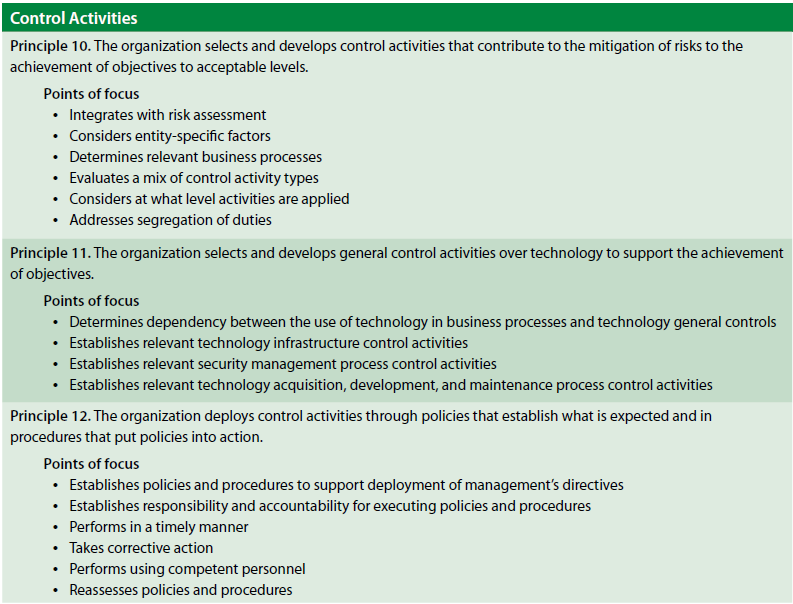 Control Activities
Principle 10. The organization selects and develops control activities that contribute to the mitigation of risks to the
achievement of objectives to acceptable levels.
Points of focus
• Integrates with risk assessment
• Considers entity-specific factors
• Determines relevant business processes
• Evaluates a mix of control activity types
• Considers at what level activities are applied
• Addresses segregation of duties
Principle 11. The organization selects and develops general control activities over technology to support the achievement
of objectives.
Points of focus
• Determines dependency between the use of technology in business processes and technology general controls
• Establishes relevant technology infrastructure control activities
• Establishes relevant security management process control activities
• Establishes relevant technology acquisition, development, and maintenance process control activities
Principle 12. The organization deploys control activities through policies that establish what is expected and in
procedures that put policies into action.
Points of focus
• Establishes policies and procedures to support deployment of management’s directives
• Establishes responsibility and accountability for executing policies and procedures
• Performs in a timely manner
• Takes corrective action
• Performs using competent personnel
• Reassesses policies and procedures